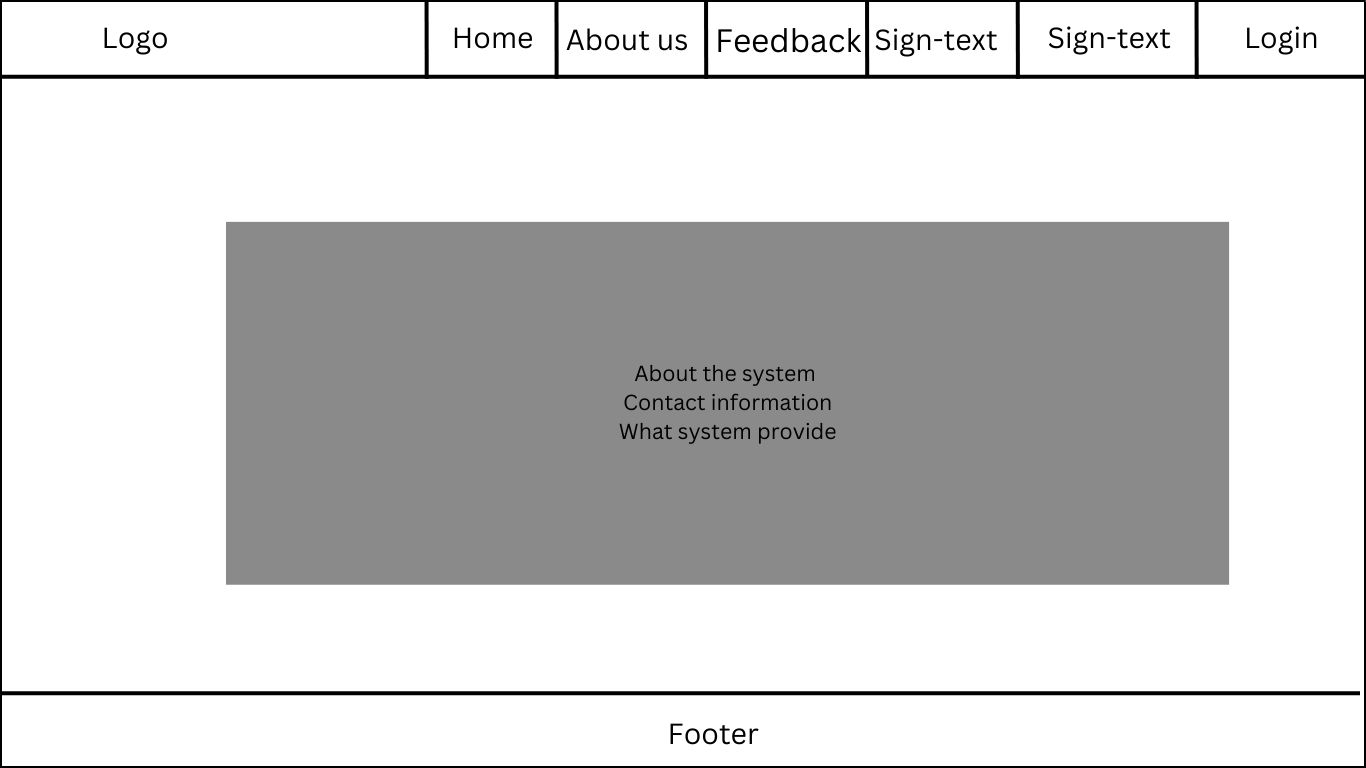 Logo Home About us Feedback Sign-text Sign-text Login
About the system
Contact information
What system provide
Footer